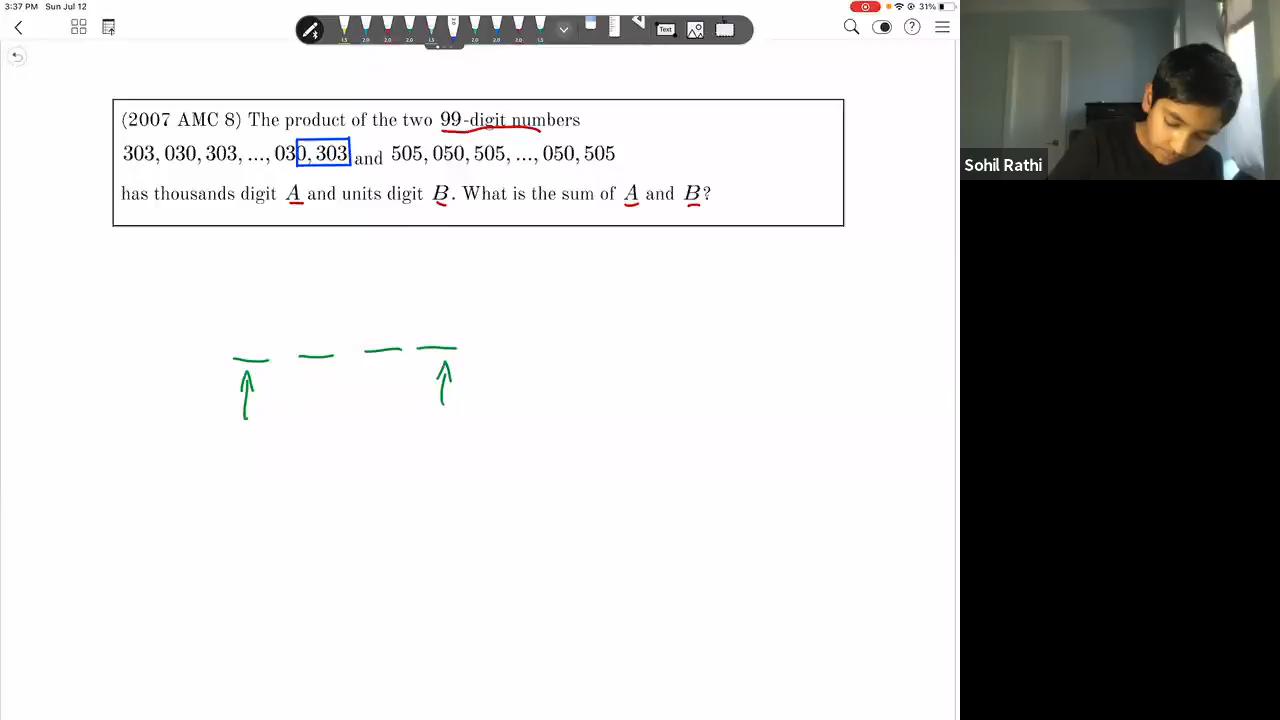 3:37 PM Sun Jul 12
31%
Text
(2007 AMC 8) The product of the two 99-digit numbers
303, 030, 303, ..., 030, 303 and 505, 050, 505, ..., 050, 505
has thousands digit A and units digit B. What is the sum of A and B?
Sohil Rathi